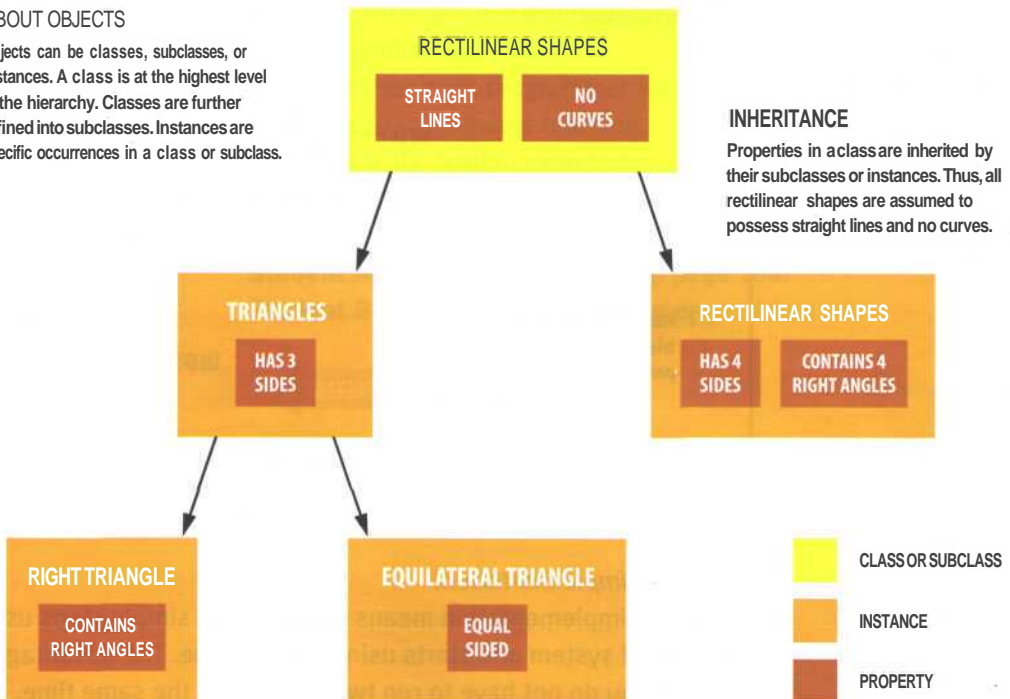 BOUT OBJECTS
jects can be classes, subclasses, or
stances. A class is at the highest level
the hierarchy. Classes are further
fined into subclasses. Instances are
ecific occurrences in a class or subclass.
RECTILINEAR SHAPES
STRAIGHT
LINES
NO
CURVES
INHERITANCE
Properties in a class are inherited by
their subclasses or instances. Thus, all
rectilinear shapes are assumed to
possess straight lines and no curves.
TRIANGLES
HAS 3
SIDES
RECTILINEAR SHAPES
HAS 4
SIDES
CONTAINS 4
RIGHT ANGLES
RIGHT TRIANGLE
CONTAINS
RIGHT ANGLES
EQUILATERAL TRIANGLE
EQUAL
SIDED
CLASS OR SUBCLASS
INSTANCE
PROPERTY